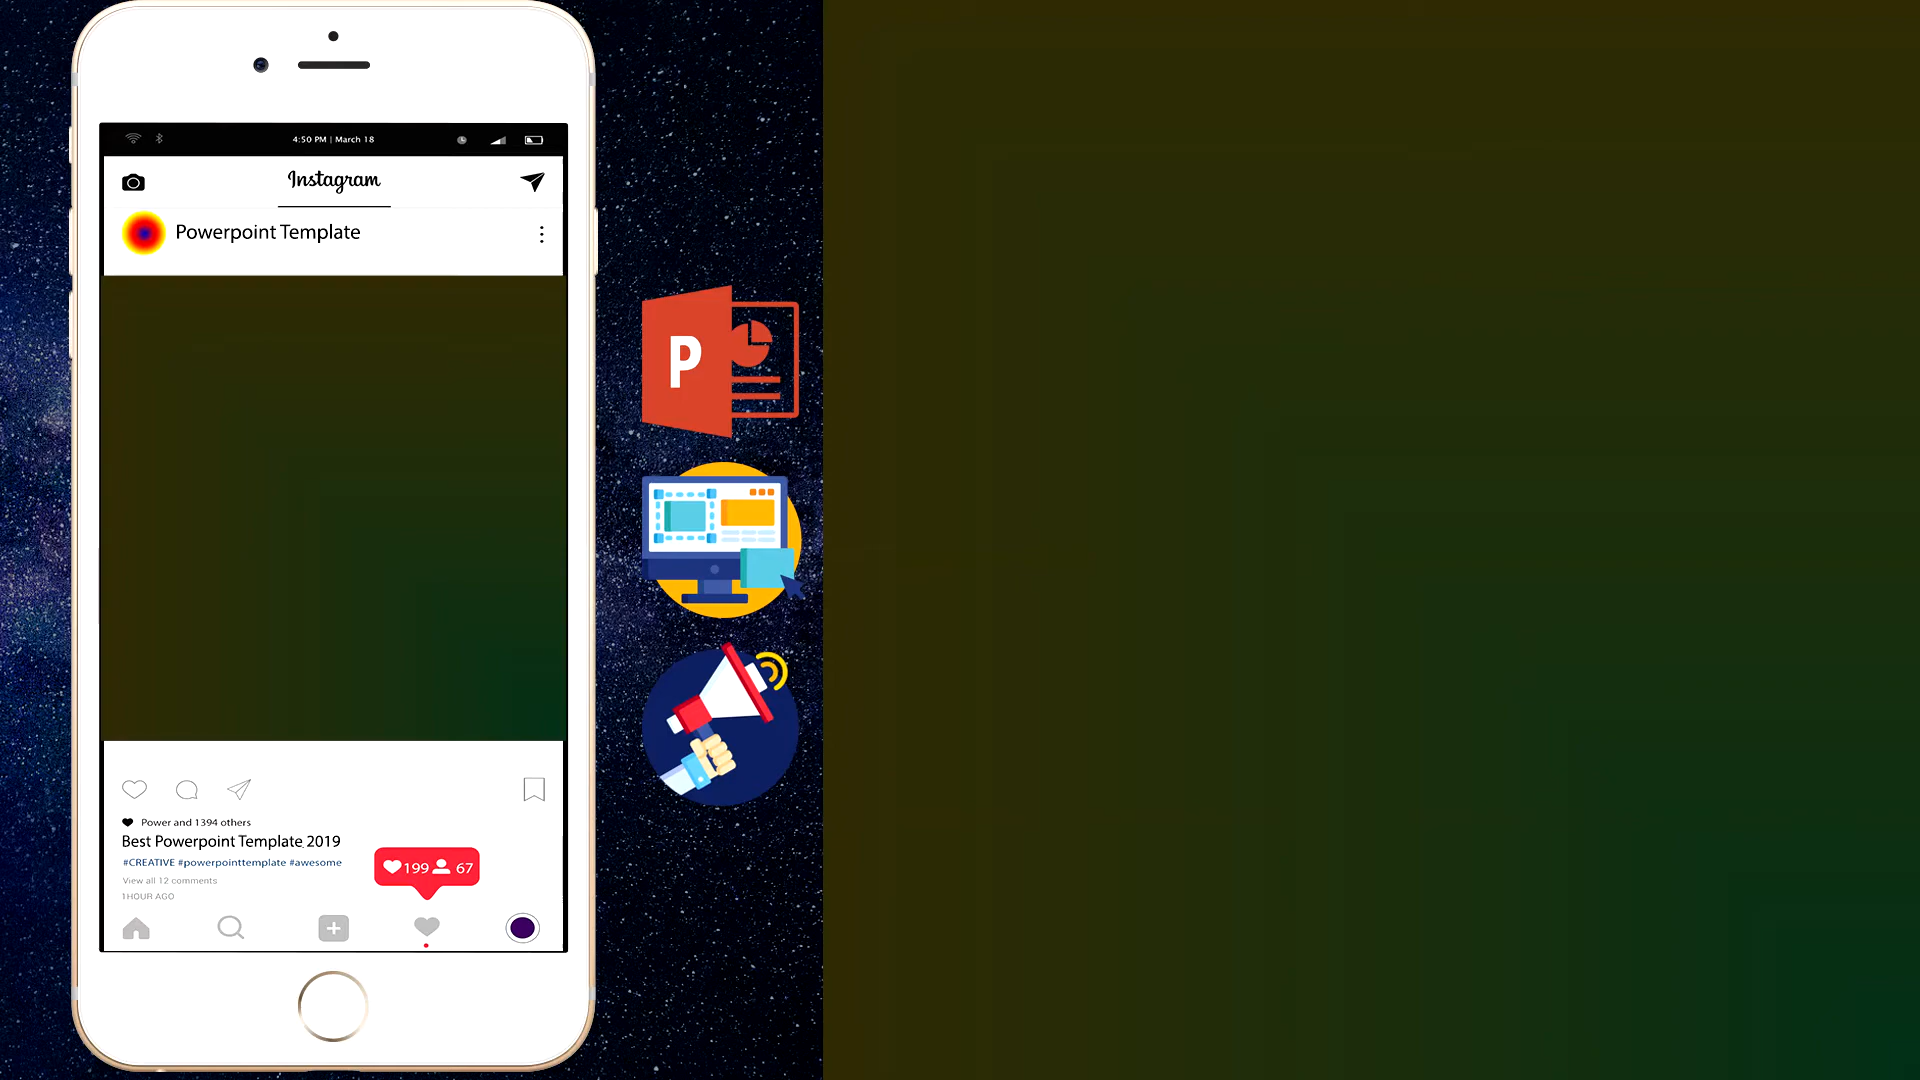 4:50 PM | March 18
Instagram
Powerpoint Template
P
Power and 1394 others
Best Powerpoint Template 2019
#CREATIVE #powerpointtemplate #awesome
199 67
View all 12 comments
1HOUR AGO